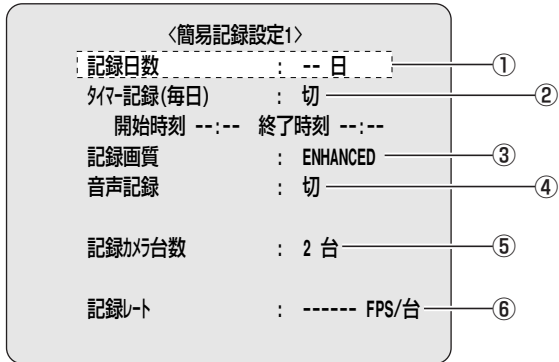 〈簡易記録設定1〉
記録日数 : -- 日 ①
ﾀｲﾏｰ記録(毎日) : 切 ②
開始時刻 --:-- 終了時刻 --:--
記録画質 : ENHANCED ③
音声記録 : 切 ④
記録ｶﾒﾗ台数 : 2 台 ⑤
記録ﾚｰﾄ : ------ FPS/台 ⑥